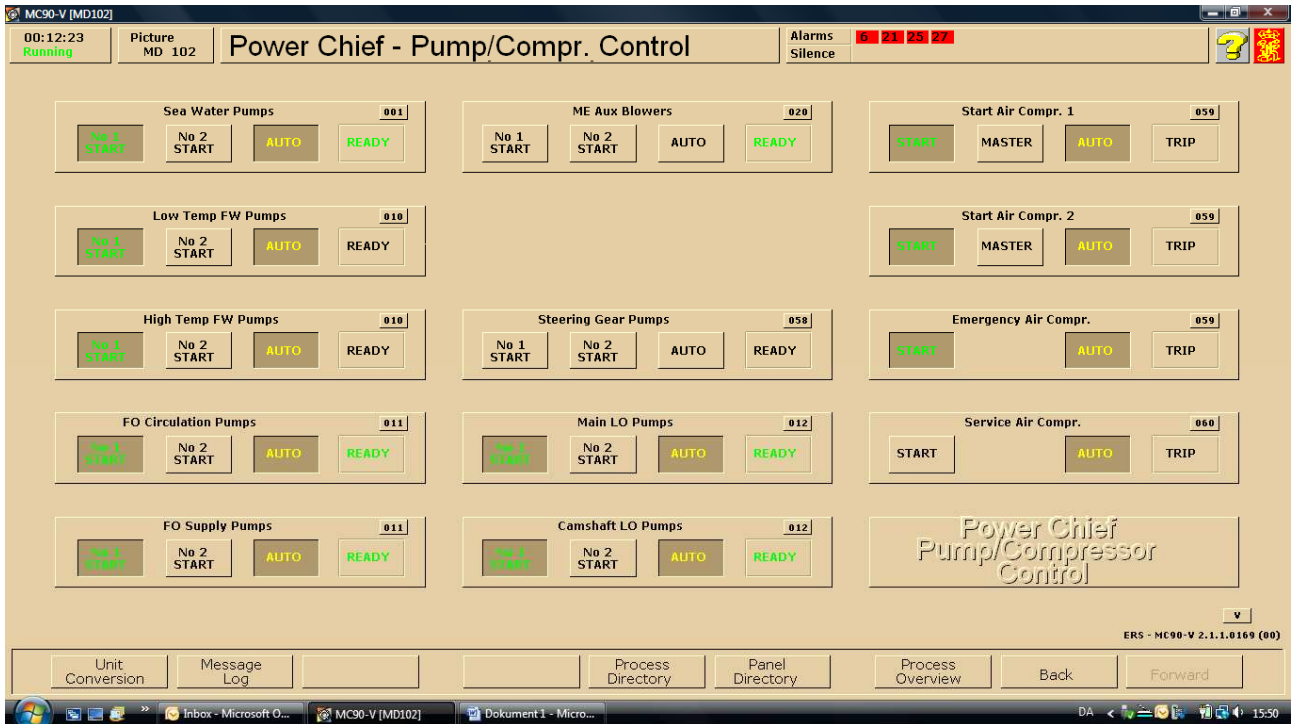 MC90-V [MD102]
00:12:23
Running
Picture
MD 102
Power Chief - Pump/Compr. Control
Alarms 6 21 25 27
Silence
Sea Water Pumps 001
No 1
START
No 2
START
AUTO
READY
ME Aux Blowers 020
No 1
START
No 2
START
AUTO
READY
Start Air Compr. 1 059
START
MASTER
AUTO
TRIP
Low Temp FW Pumps 010
No 1
START
No 2
START
AUTO
READY
Start Air Compr. 2 059
START
MASTER
AUTO
TRIP
High Temp FW Pumps 010
No 1
START
No 2
START
AUTO
READY
Steering Gear Pumps 058
No 1
START
No 2
START
AUTO
READY
Emergency Air Compr. 059
START
AUTO
TRIP
FO Circulation Pumps 011
No 1
START
No 2
START
AUTO
READY
Main LO Pumps 012
No 1
START
No 2
START
AUTO
READY
Service Air Compr. 060
START
AUTO
TRIP
FO Supply Pumps 011
No 1
START
No 2
START
AUTO
READY
Camshaft LO Pumps 012
No 1
START
No 2
START
AUTO
READY
Power Chief
Pump/Compressor
Control
V
ERS - MC90-V 2.1.1.0169 (00)
Unit
Conversion
Message
Log
Process
Directory
Panel
Directory
Process
Overview
Back
Forward
Inbox - Microsoft O...
MC90-V [MD102]
Dokument1 - Micro...
DA
15:50